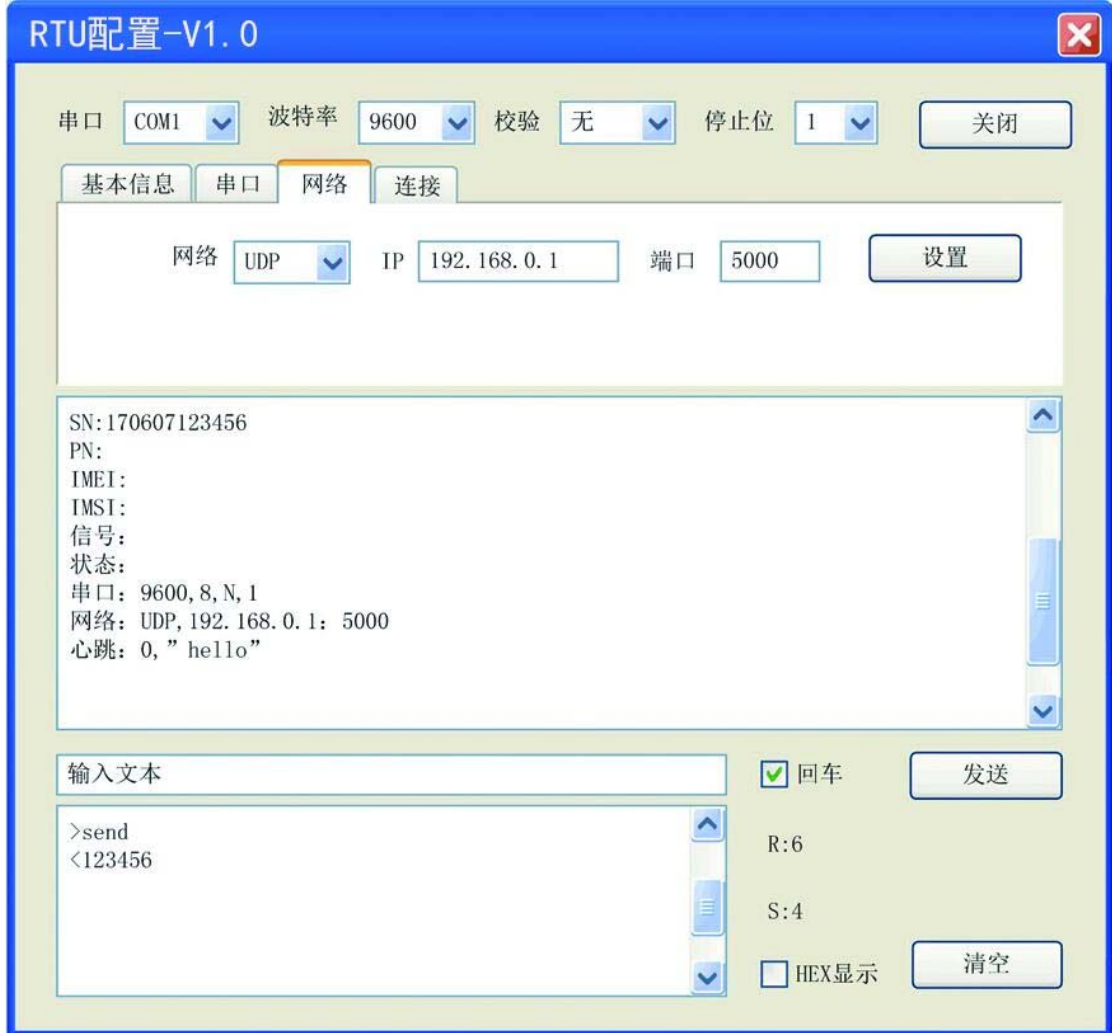 RTU配置-V1.0
串口 COM1 波特率 9600 校验 无 停止位 1 关闭
基本信息 串口 网络 连接
网络 UDP IP 192.168.0.1 端口 5000 设置
SN:170607123456
PN:
IMEI:
IMSI:
信号：
状态：
串口：9600,8,N,1
网络：UDP,192.168.0.1：5000
心跳：0,”hello”
输入文本 回车 发送
>send
<123456
R:6
S:4
HEX显示 清空